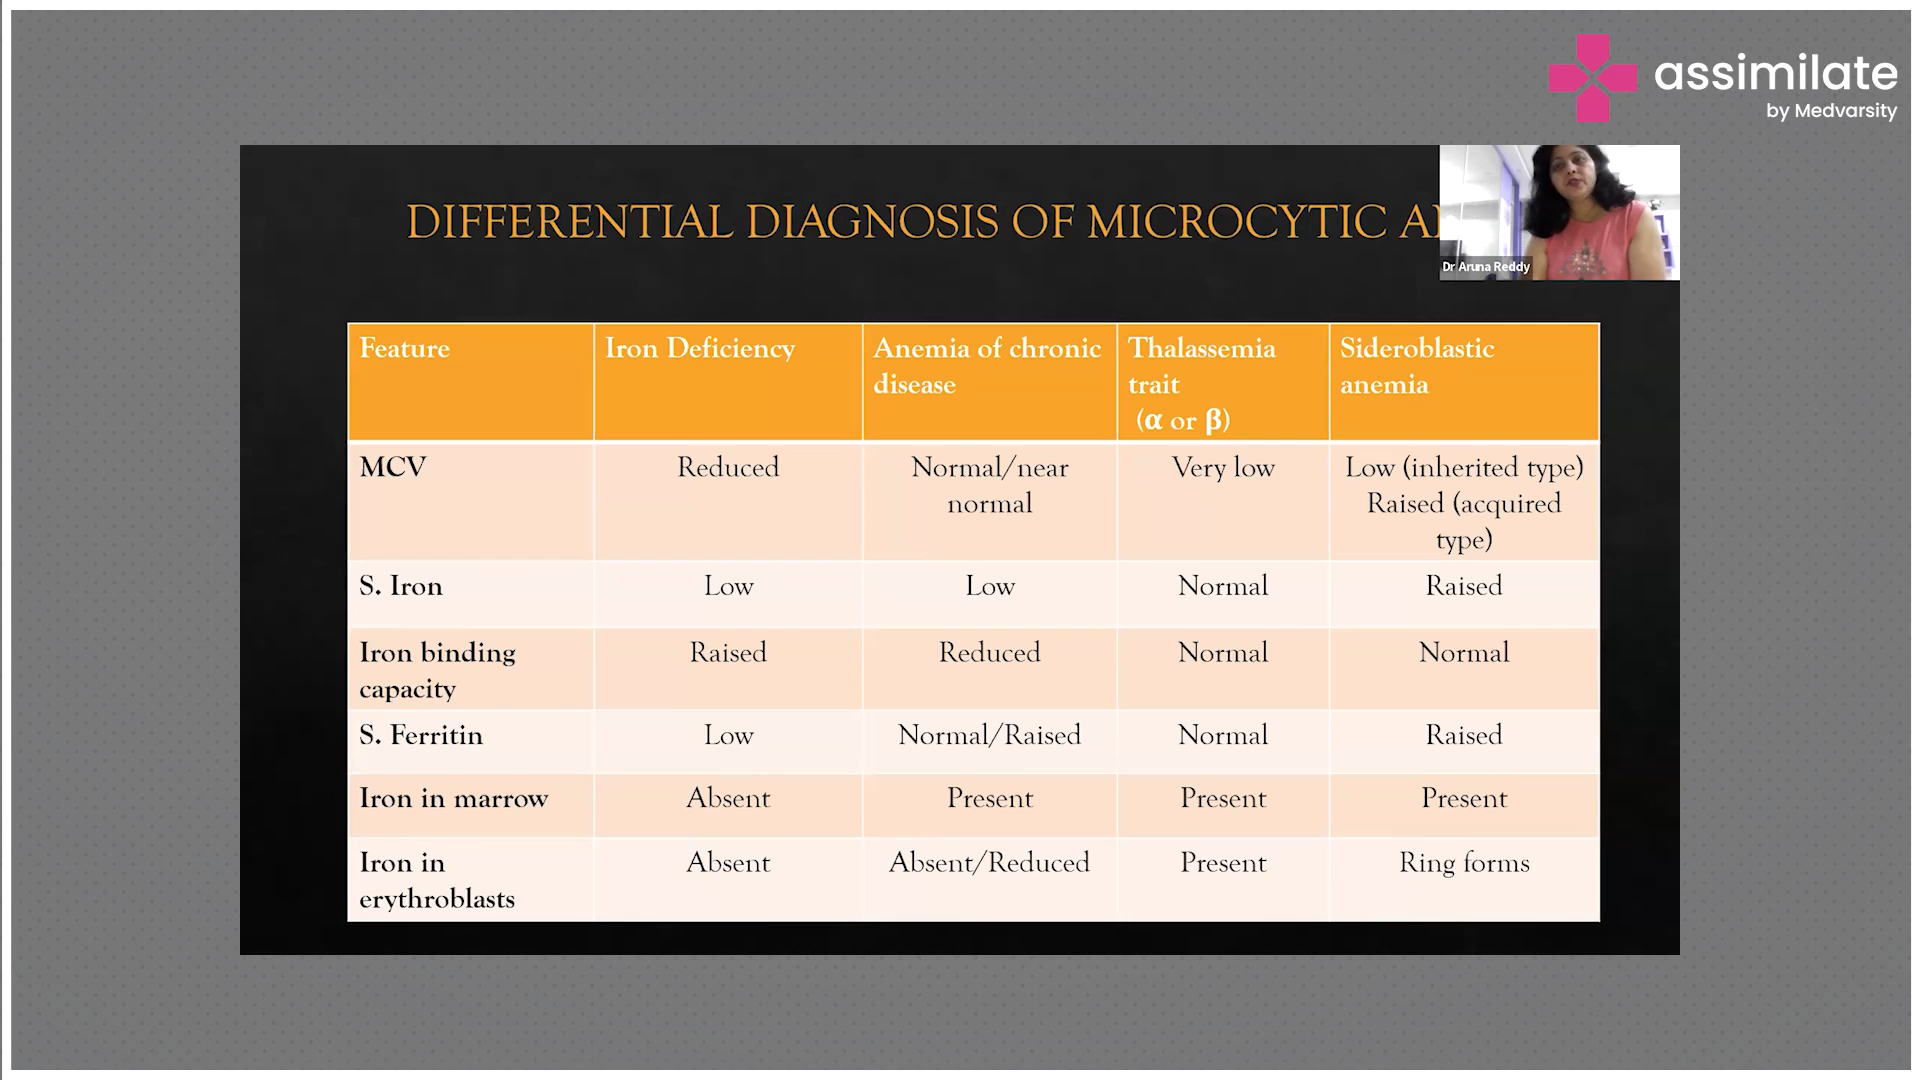 assimilate
by Medvarsity
DIFFERENTIAL DIAGNOSIS OF MICROCYTIC
Dr Aruna Reddy
Feature
Iron Deficiency
Anemia of chronic
disease
Thalassemia
trait
(α or β)
Sideroblastic
anemia
MCV
Reduced
Normal/near
normal
Very low
Low (inherited type)
Raised (acquired
type)
S. Iron
Low
Low
Normal
Raised
Iron binding
capacity
Raised
Reduced
Normal
Normal
S. Ferritin
Low
Normal/Raised
Normal
Raised
Iron in marrow
Absent
Present
Present
Present
Iron in
erythroblasts
Absent
Absent/Reduced
Present
Ring forms